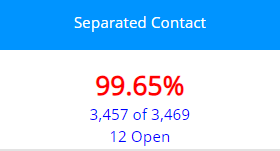 Separated Contact
99.65%
3,457 of 3,469
12 Open